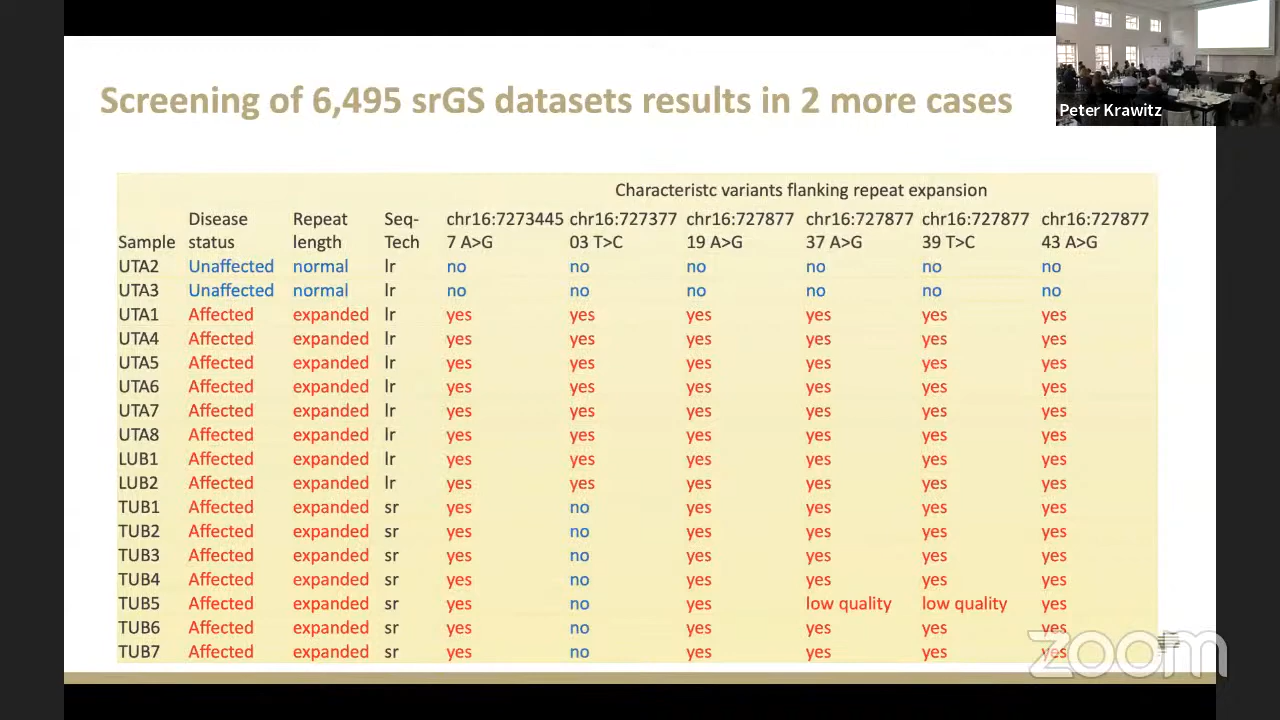 Screening of 6,495 srGS datasets results in 2 more cases
Peter Krawitz
Characteristc variants flanking repeat expansion
Disease Repeat Seq- chr16:7273445 chr16:727377 chr16:727877 chr16:727877 chr16:727877 chr16:727877
Sample status length Tech 7 A>G 03 T>C 19 A>G 37 A>G 39 T>C 43 A>G
UTA2 Unaffected normal lr no no no no no no
UTA3 Unaffected normal lr no no no no no no
UTA1 Affected expanded lr yes yes yes yes yes yes
UTA4 Affected expanded lr yes yes yes yes yes yes
UTA5 Affected expanded lr yes yes yes yes yes yes
UTA6 Affected expanded lr yes yes yes yes yes yes
UTA7 Affected expanded lr yes yes yes yes yes yes
UTA8 Affected expanded lr yes yes yes yes yes yes
LUB1 Affected expanded lr yes yes yes yes yes yes
LUB2 Affected expanded lr yes yes yes yes yes yes
TUB1 Affected expanded sr yes no yes yes yes yes
TUB2 Affected expanded sr yes no yes yes yes yes
TUB3 Affected expanded sr yes no yes yes yes yes
TUB4 Affected expanded sr yes no yes yes yes yes
TUB5 Affected expanded sr yes no yes low quality low quality yes
TUB6 Affected expanded sr yes no yes yes yes yes
TUB7 Affected expanded sr yes no yes yes yes yes
zoom